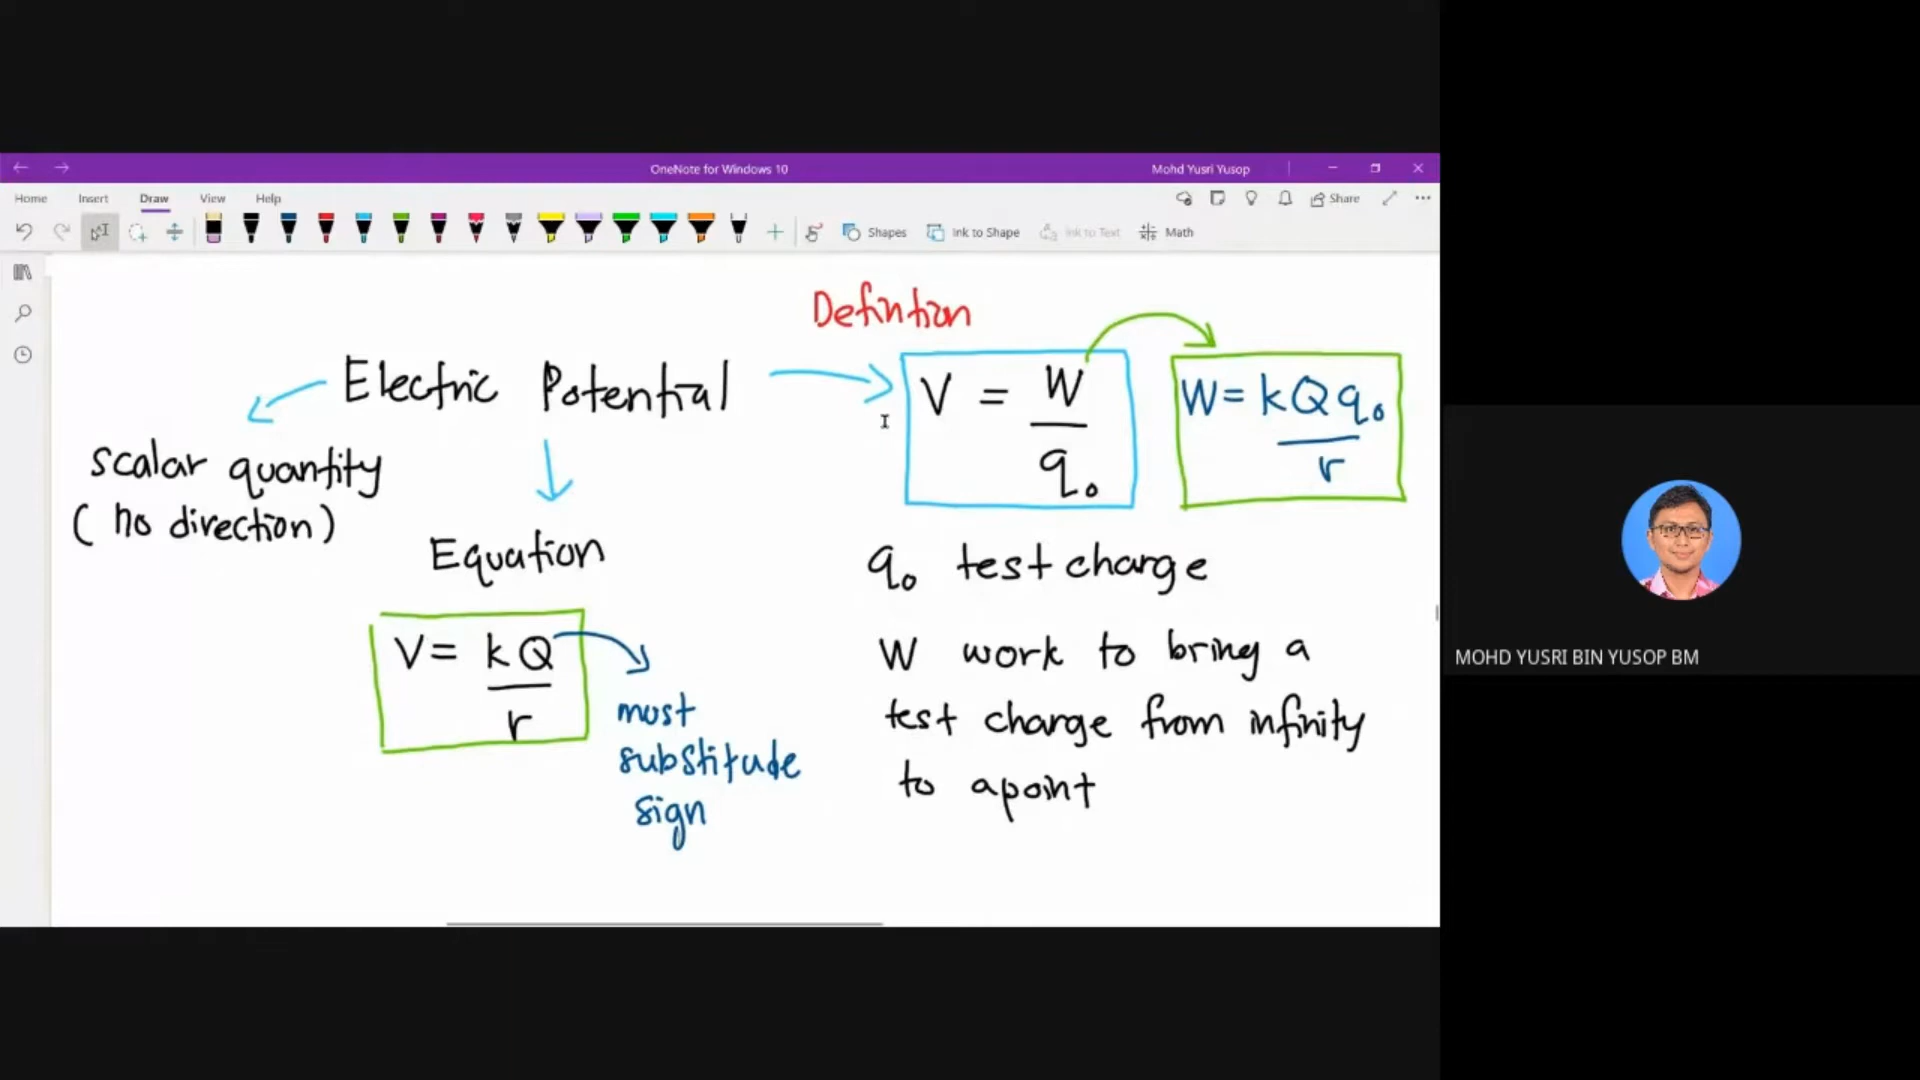 OneNote for Windows 10
Mohd Yusri Yusop
Home Insert Draw View Help
Share
Shapes Ink to Shape Ink to Text Math
Defintion
Electric Potential
V = W
q₀
W = kQq₀
r
scalar quantity
(no direction)
Equation
V = kQ
r
most
substitude
sign
q₀ test charge
W work to bring a
test charge from infinity
to a point
MOHD YUSRI BIN YUSOP BM